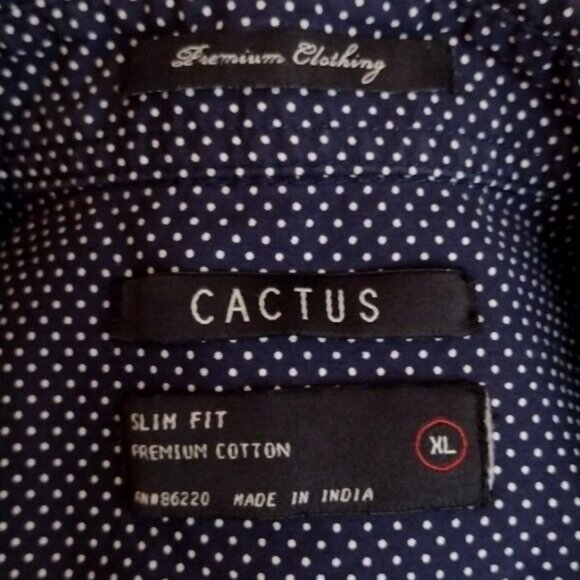 Premium Clothing
CACTUS
SLIM FIT
PREMIUM COTTON
XL
RN#86220 MADE IN INDIA